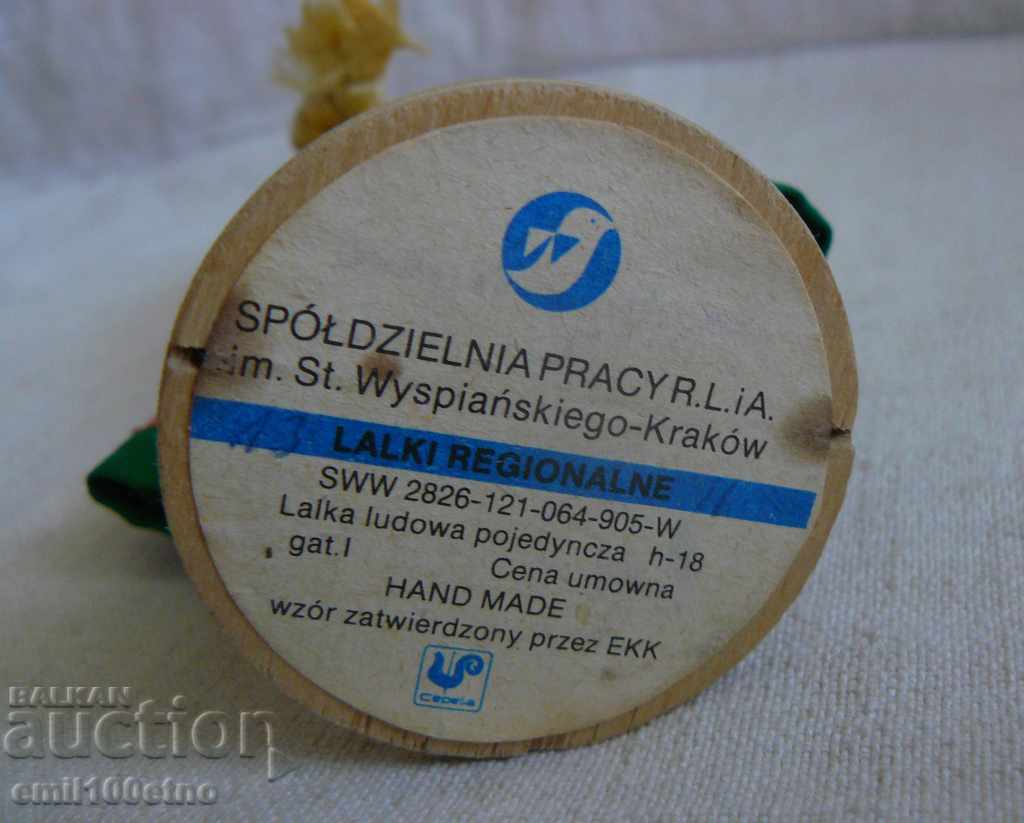 SPÓŁDZIELNIA PRACY R.L.iA.
im. St. Wyspiańskiego-Kraków
LALKI REGIONALNE
SWW 2826-121-064-905-W
Lalka ludowa pojedyncza h-18
gat.I Cena umowna
HAND MADE
wzór zatwierdzony przez EKK
cepelia
BALKAN
auction
emil100etno